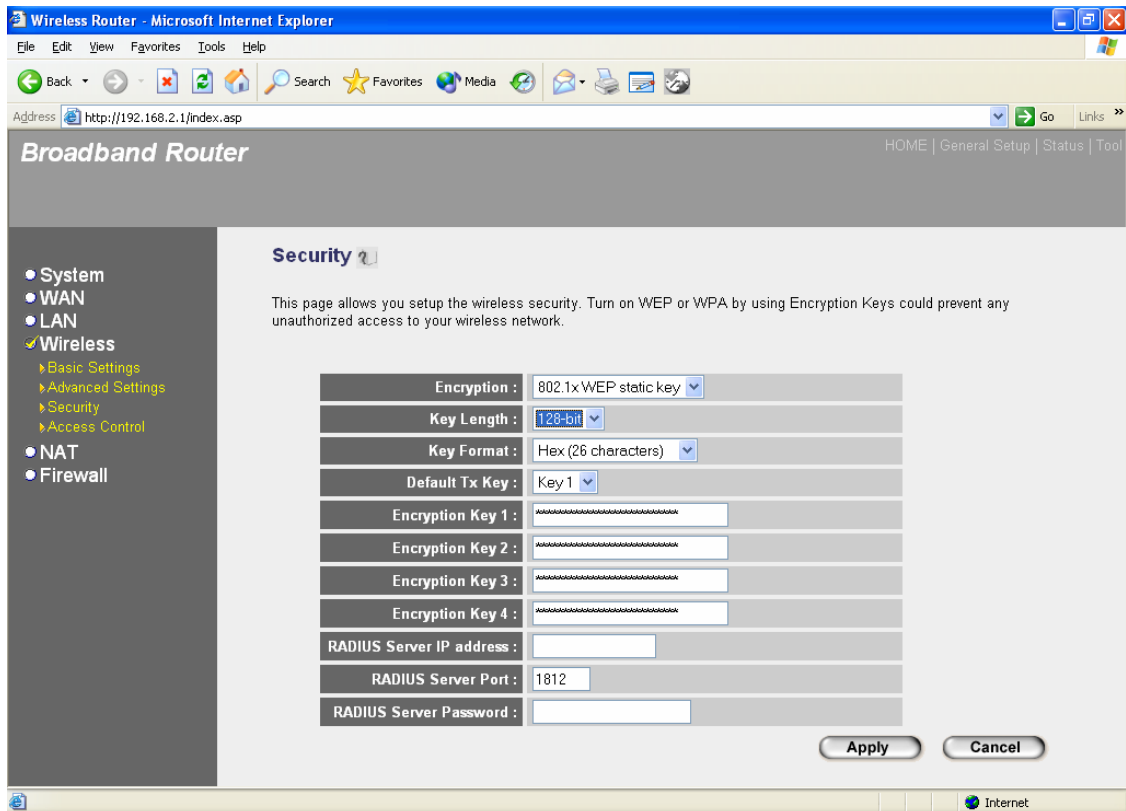 Wireless Router - Microsoft Internet Explorer
File Edit View Favorites Tools Help
Back Search Favorites Media
Address http://192.168.2.1/index.asp Go Links »
Broadband Router
HOME | General Setup | Status | Tool
System
WAN
LAN
Wireless
Basic Settings
Advanced Settings
Security
Access Control
NAT
Firewall
Security
This page allows you setup the wireless security. Turn on WEP or WPA by using Encryption Keys could prevent any
unauthorized access to your wireless network.
Encryption : 802.1x WEP static key
Key Length : 128-bit
Key Format : Hex (26 characters)
Default Tx Key : Key 1
Encryption Key 1 : **************************
Encryption Key 2 : **************************
Encryption Key 3 : **************************
Encryption Key 4 : **************************
RADIUS Server IP address :
RADIUS Server Port : 1812
RADIUS Server Password :
Apply Cancel
Internet